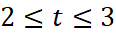 2 ≤ t ≤ 3